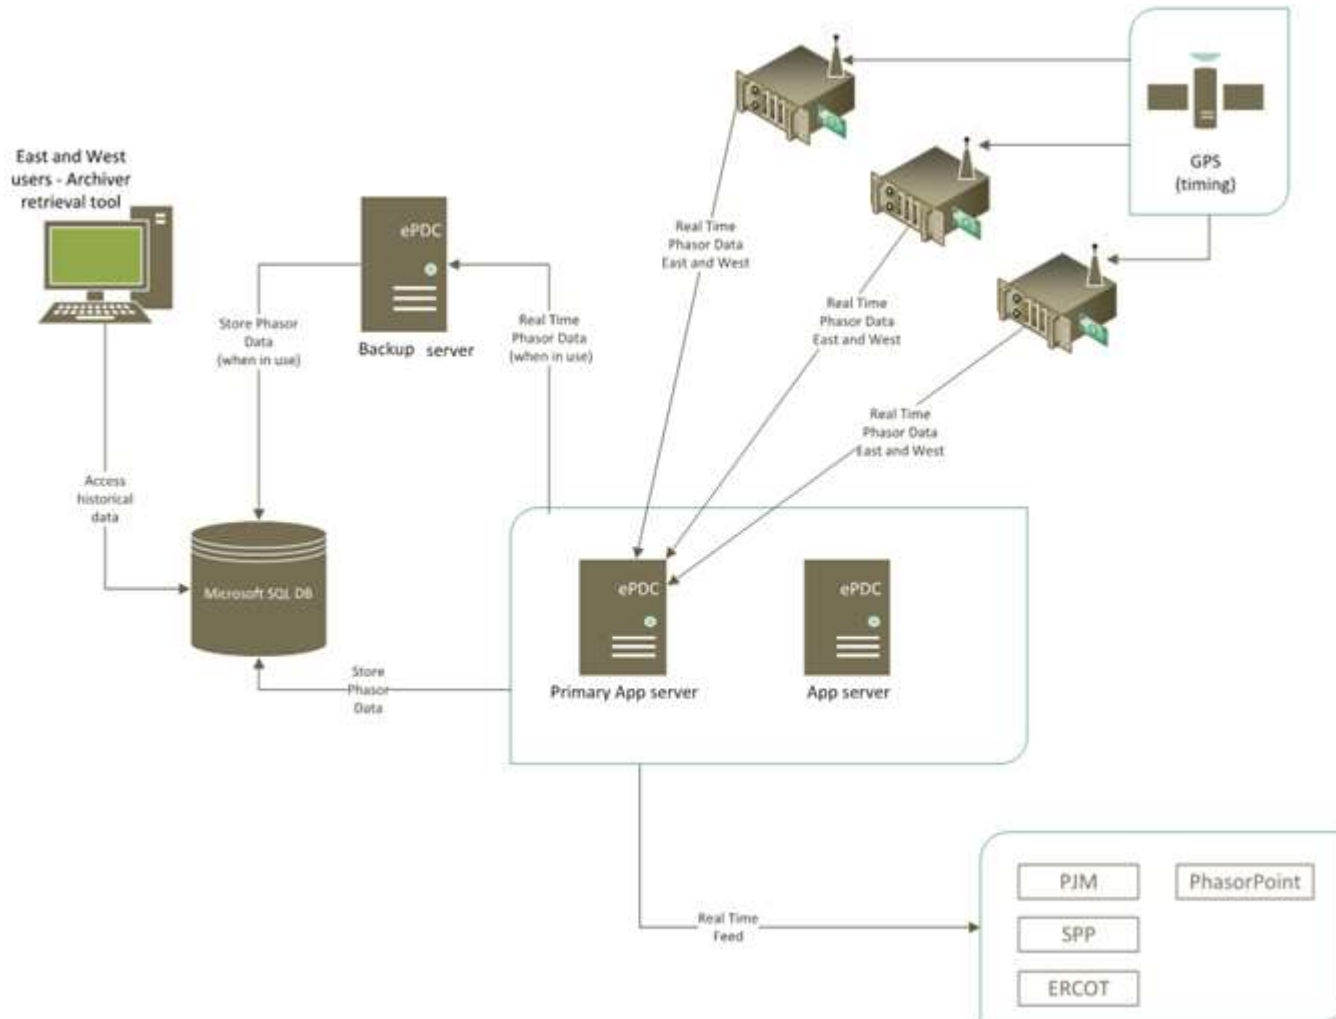 GPS
(timing)
East and West
users - Archiver
retrieval tool
ePDC
Backup server
Real Time
Phasor Data
East and West
Real Time
Phasor Data
East and West
Real Time
Phasor Data
East and West
Store Phasor
Data
(when in use)
Real Time
Phasor Data
(when in use)
Access
historical
data
Microsoft SQL DB
ePDC
Primary App server
ePDC
App server
Store
Phasor
Data
Real Time
Feed
PJM
PhasorPoint
SPP
ERCOT